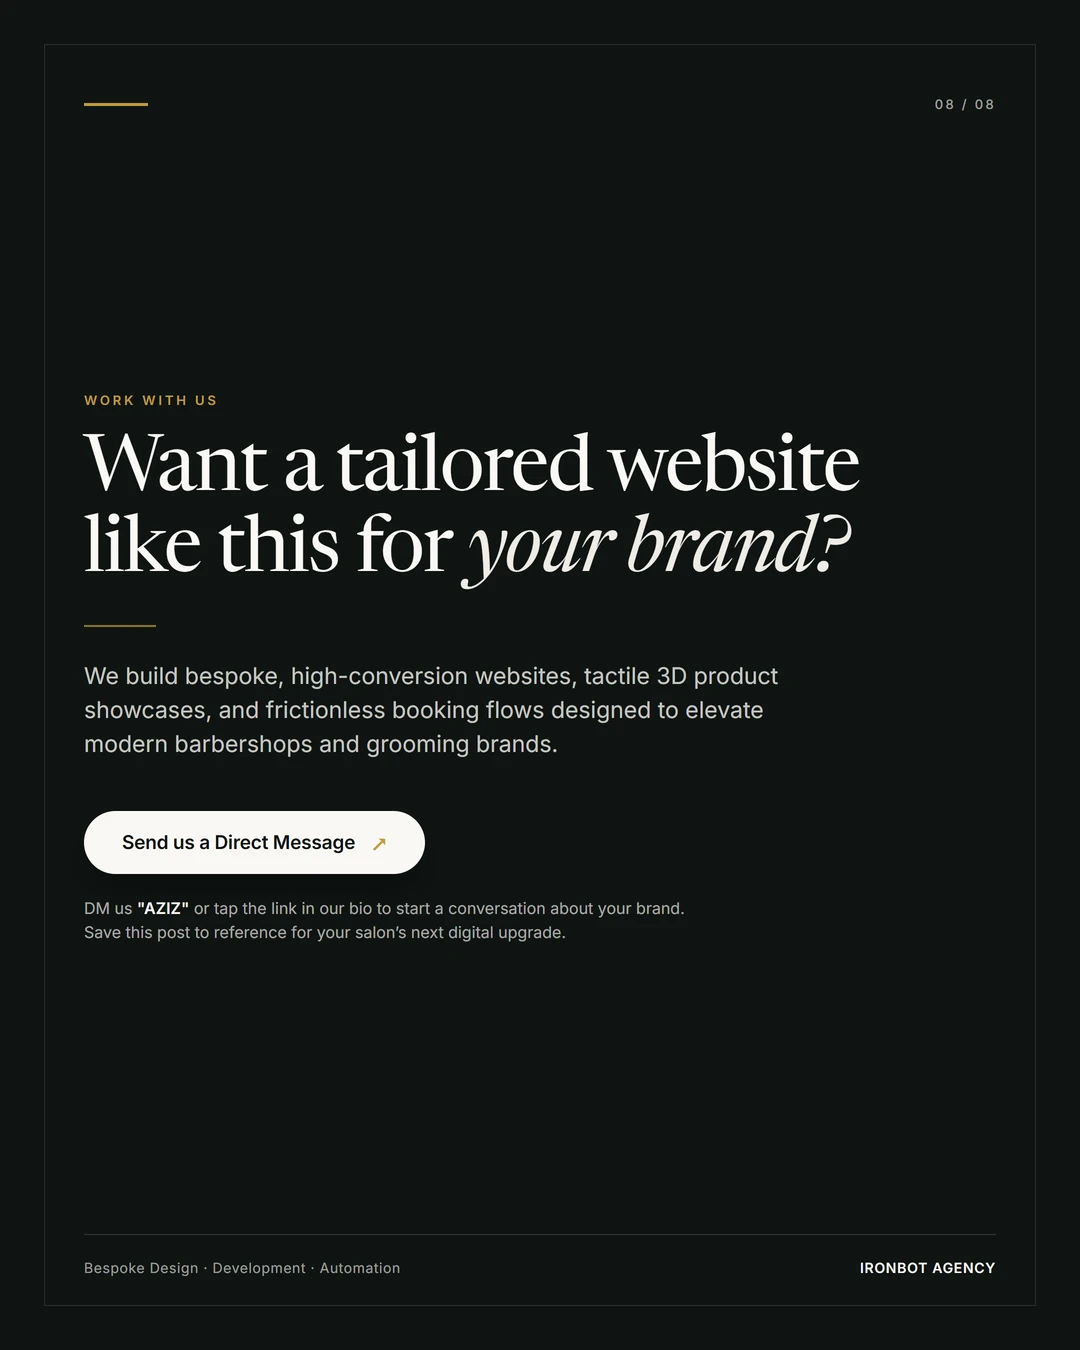 08 / 08
WORK WITH US
Want a tailored website
like this for your brand?
We build bespoke, high-conversion websites, tactile 3D product
showcases, and frictionless booking flows designed to elevate
modern barbershops and grooming brands.
Send us a Direct Message ↗
DM us "AZIZ" or tap the link in our bio to start a conversation about your brand.
Save this post to reference for your salon’s next digital upgrade.
Bespoke Design · Development · Automation
IRONBOT AGENCY